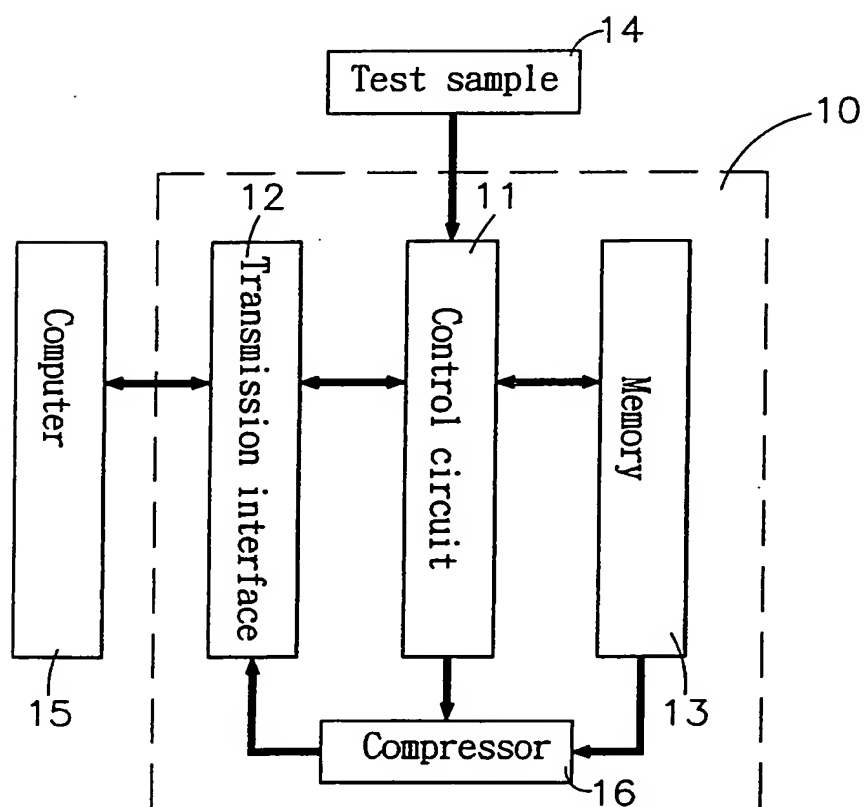 14
Test sample
10
12
11
Transmission interface
Control circuit
Computer
Memory
15
13
Compressor
16